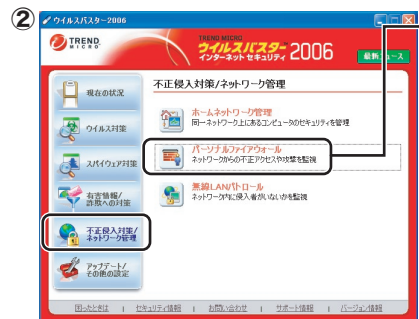 ②
ウイルスバスター2006
TREND MICRO
TREND MICRO
ウイルスバスター 2006
インターネット セキュリティ
最新ニュース
現在の状況
ウイルス対策
スパイウェア対策
有害情報/
詐欺への対策
不正侵入対策/
ネットワーク管理
アップデート/
その他の設定
不正侵入対策/ネットワーク管理
ホームネットワーク管理
同一ネットワーク上にあるコンピュータのセキュリティを管理
パーソナルファイアウォール
ネットワークからの不正アクセスや攻撃を監視
無線LANパトロール
ネットワーク内に侵入者がいないかを監視
困ったときは | セキュリティ情報 | お問い合わせ | サポート情報 | バージョン情報